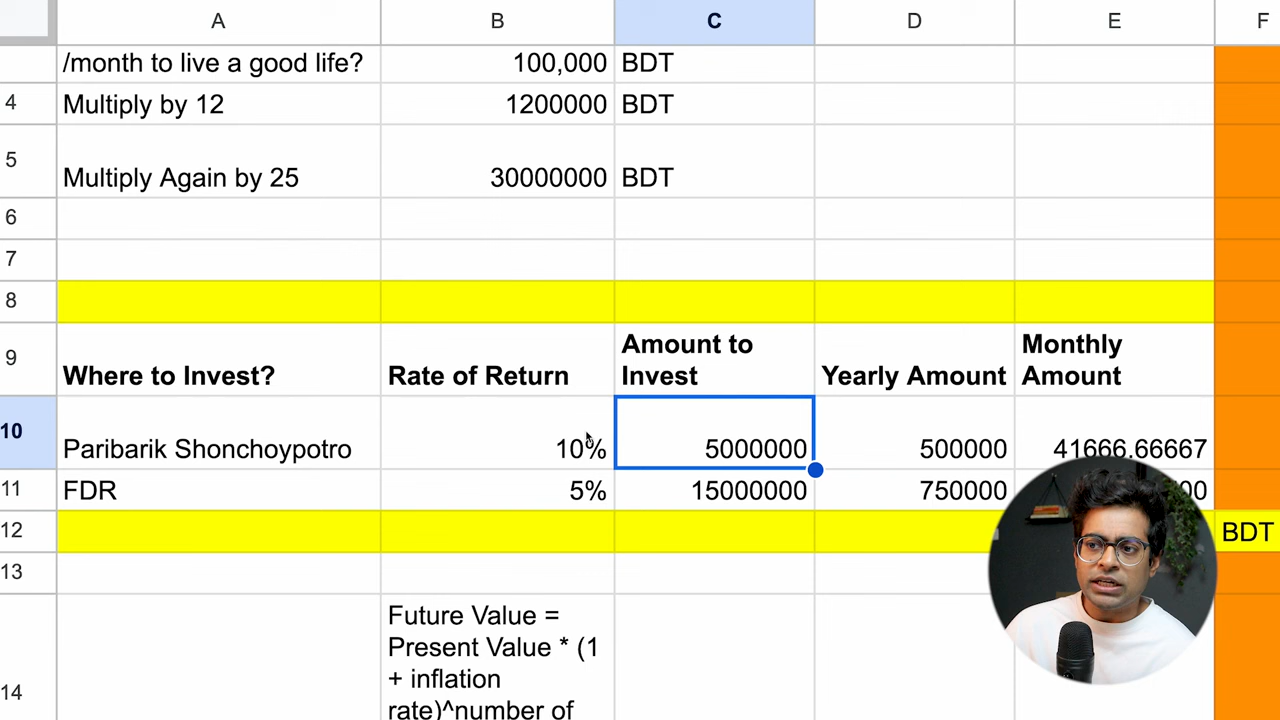 A B C D E F
/month to live a good life? 100,000 BDT
4 Multiply by 12 1200000 BDT
5 Multiply Again by 25 30000000 BDT
6
7
8
9 Where to Invest? Rate of Return Amount to Invest Yearly Amount Monthly Amount
10 Paribarik Shonchoypotro 10% 5000000 500000 41666.66667
11 FDR 5% 15000000 750000
12 BDT
13
14 Future Value =
Present Value * (1
+ inflation
rate)^number of